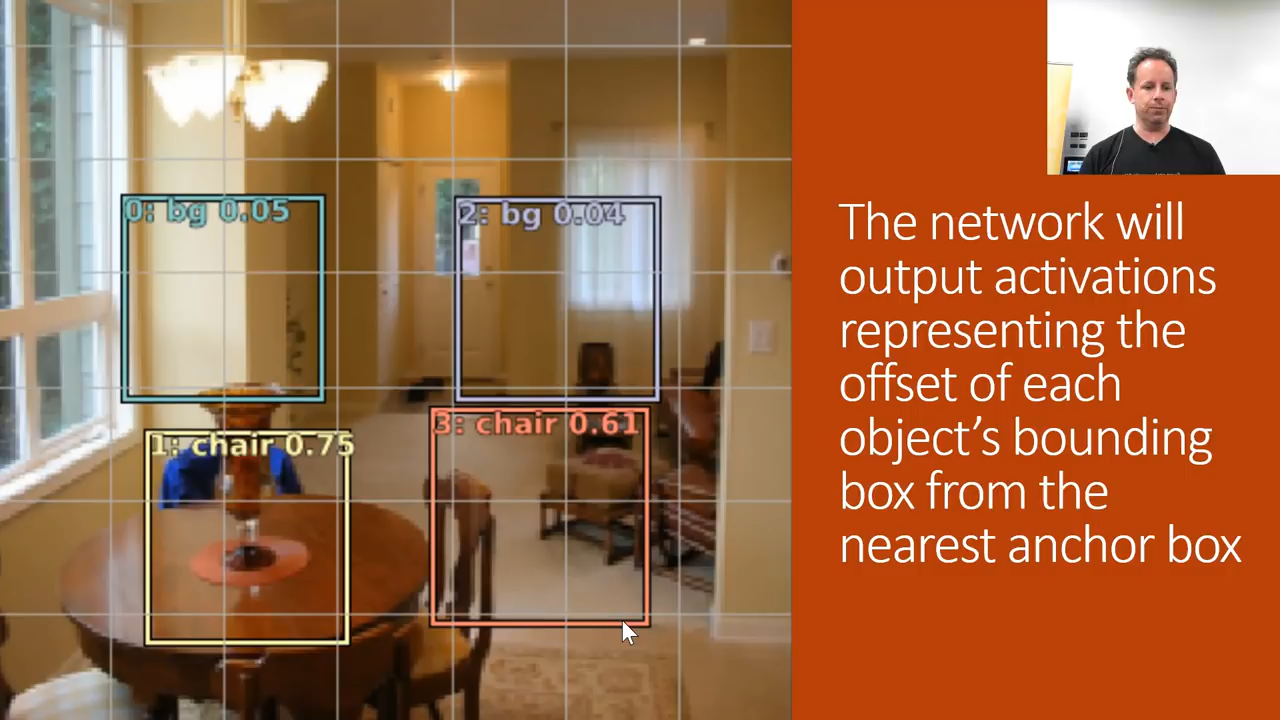 0: bg 0.05
2: bg 0.04
1: chair 0.75
3: chair 0.61
The network will
output activations
representing the
offset of each
object’s bounding
box from the
nearest anchor box